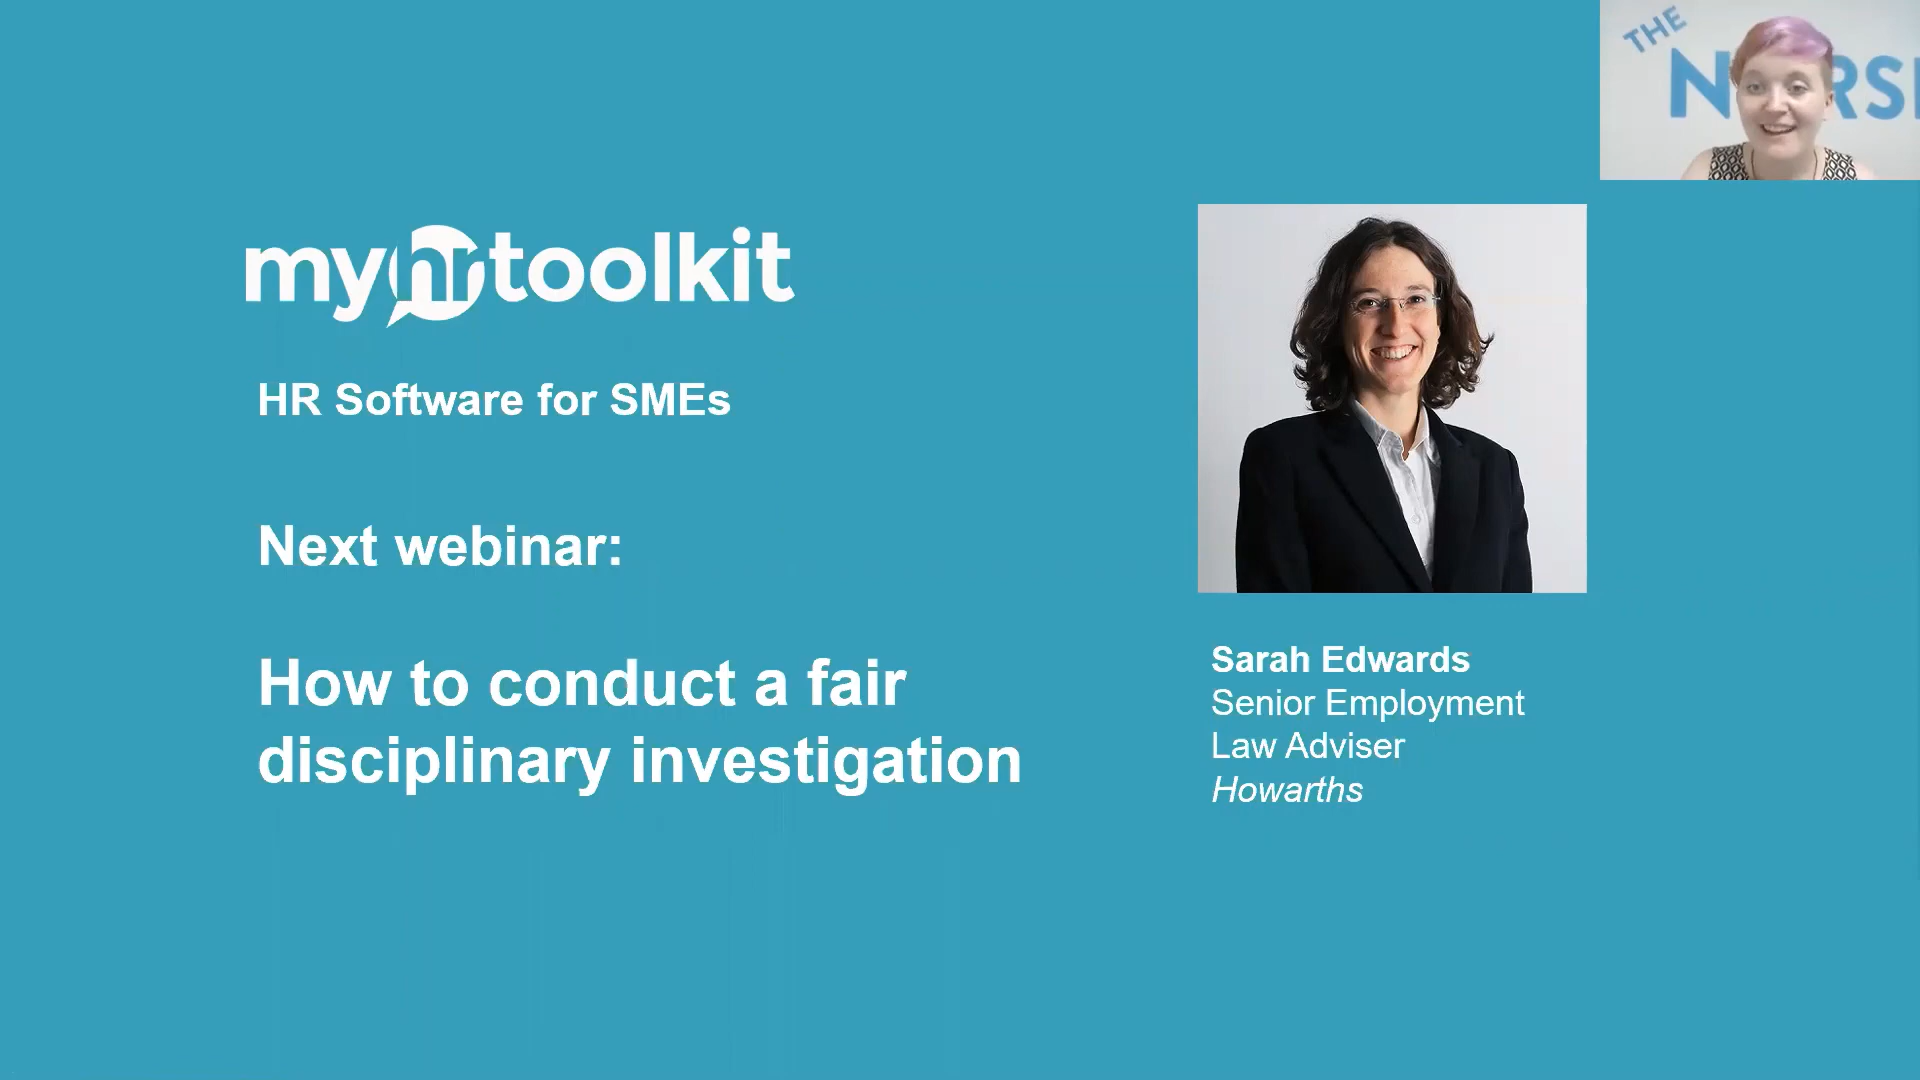 THE
myhrtoolkit
HR Software for SMEs
Next webinar:
How to conduct a fair
disciplinary investigation
Sarah Edwards
Senior Employment
Law Adviser
Howarths